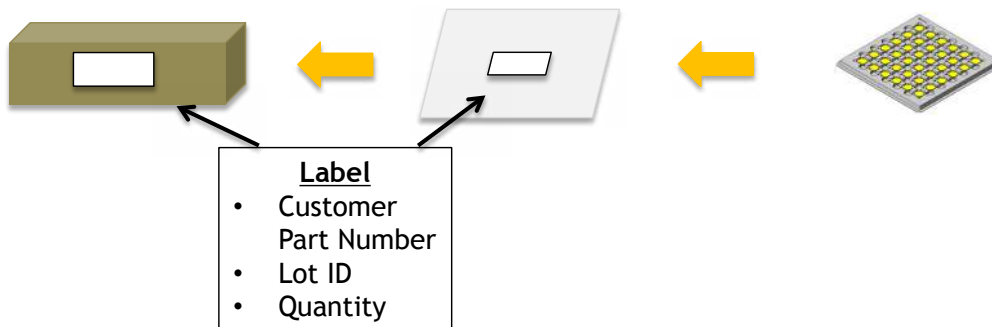 Label
• Customer
Part Number
• Lot ID
• Quantity